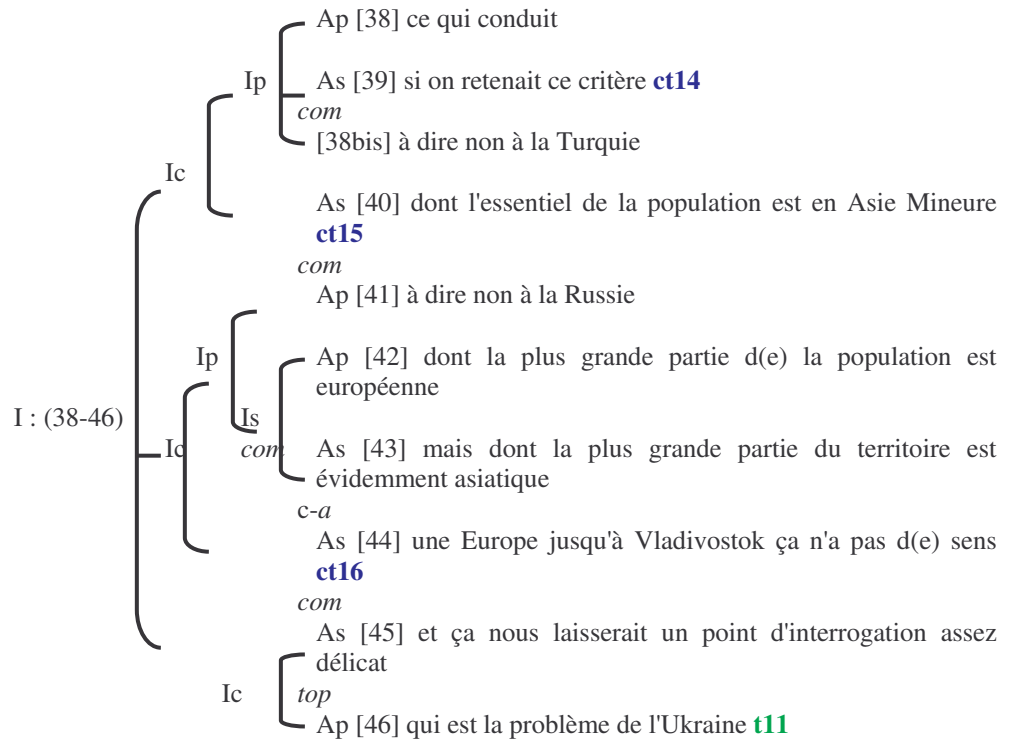 Ap [38] ce qui conduit
Ip As [39] si on retenait ce critère ct14
com
[38bis] à dire non à la Turquie
Ic
As [40] dont l'essentiel de la population est en Asie Mineure
ct15
com
Ap [41] à dire non à la Russie
Ip Ap [42] dont la plus grande partie d(e) la population est
européenne
I : (38-46) Is
Ic com As [43] mais dont la plus grande partie du territoire est
évidemment asiatique
c-a
As [44] une Europe jusqu'à Vladivostok ça n'a pas d(e) sens
ct16
com
As [45] et ça nous laisserait un point d'interrogation assez
délicat
Ic top
Ap [46] qui est la problème de l'Ukraine t11